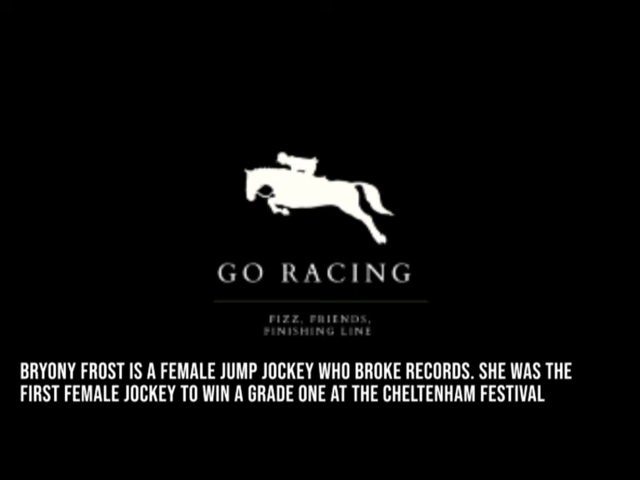 GO RACING
FIZZ, FRIENDS,
FINISHING LINE
BRYONY FROST IS A FEMALE JUMP JOCKEY WHO BROKE RECORDS. SHE WAS THE
FIRST FEMALE JOCKEY TO WIN A GRADE ONE AT THE CHELTENHAM FESTIVAL